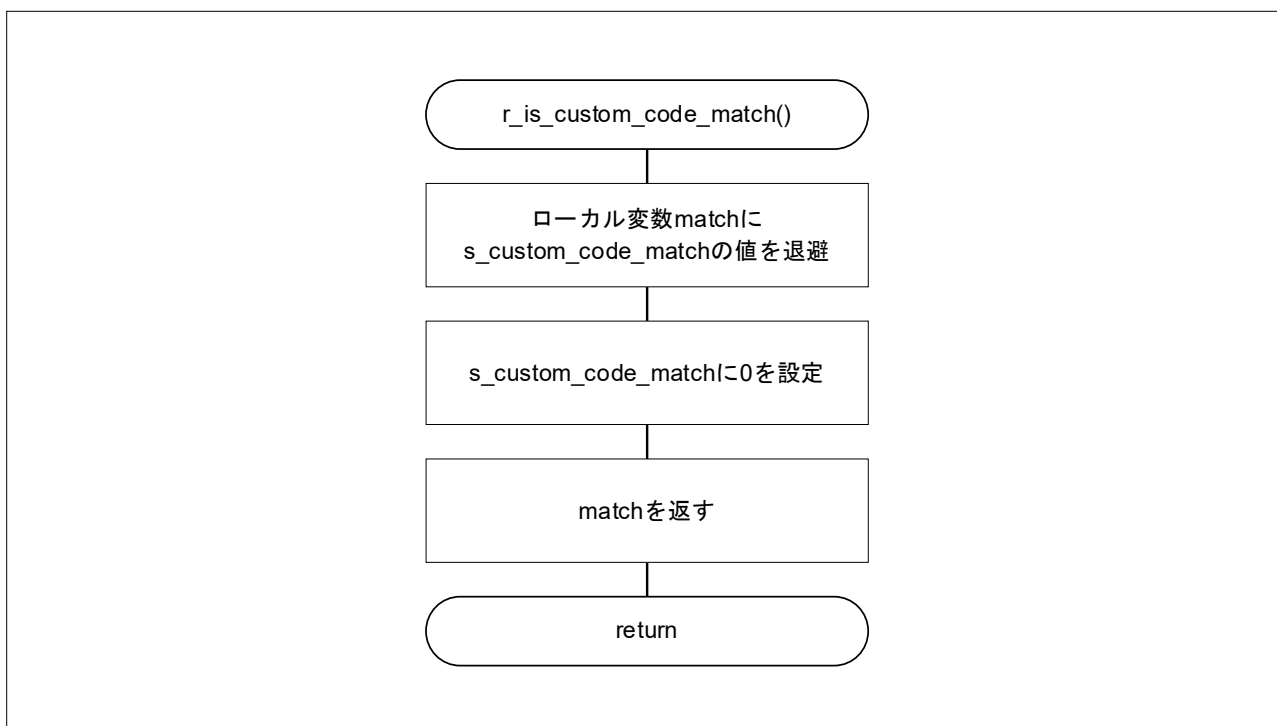 r_is_custom_code_match()
ローカル変数matchに
s_custom_code_matchの値を退避
s_custom_code_matchに0を設定
matchを返す
return